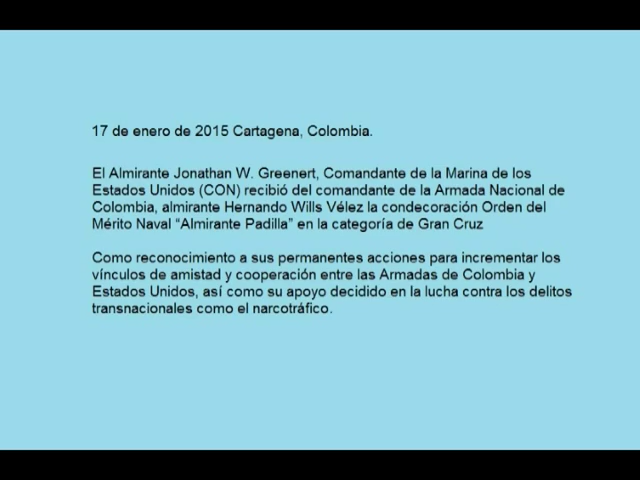 17 de enero de 2015 Cartagena, Colombia.
El Almirante Jonathan W. Greenert, Comandante de la Marina de los
Estados Unidos (CON) recibió del comandante de la Armada Nacional de
Colombia, almirante Hernando Wills Vélez la condecoración Orden del
Mérito Naval “Almirante Padilla” en la categoría de Gran Cruz
Como reconocimiento a sus permanentes acciones para incrementar los
vínculos de amistad y cooperación entre las Armadas de Colombia y
Estados Unidos, así como su apoyo decidido en la lucha contra los delitos
transnacionales como el narcotráfico.